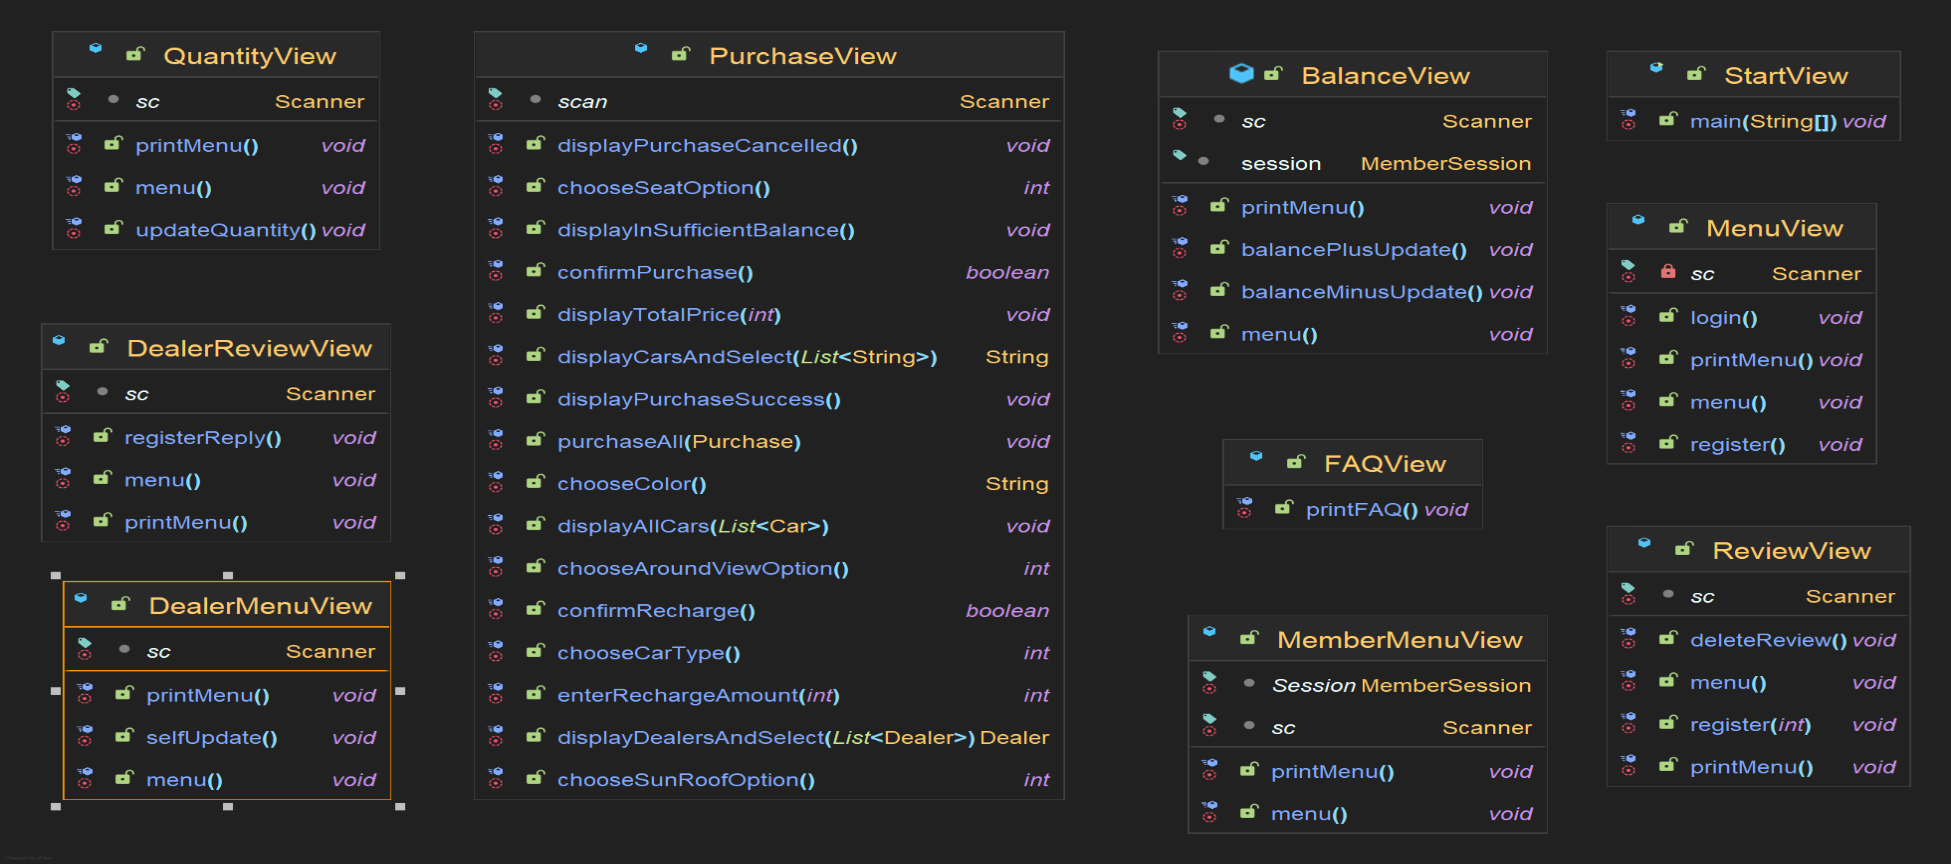 QuantityView
sc Scanner
printMenu() void
menu() void
updateQuantity() void
DealerReviewView
sc Scanner
registerReply() void
menu() void
printMenu() void
DealerMenuView
sc Scanner
printMenu() void
selfUpdate() void
menu() void
PurchaseView
scan Scanner
displayPurchaseCancelled() void
chooseSeatOption() int
displayInSufficientBalance() void
confirmPurchase() boolean
displayTotalPrice(int) void
displayCarsAndSelect(List<String>) String
displayPurchaseSuccess() void
purchaseAll(Purchase) void
chooseColor() String
displayAllCars(List<Car>) void
chooseAroundViewOption() int
confirmRecharge() boolean
chooseCarType() int
enterRechargeAmount(int) int
displayDealersAndSelect(List<Dealer>) Dealer
chooseSunRoofOption() int
BalanceView
sc Scanner
session MemberSession
printMenu() void
balancePlusUpdate() void
balanceMinusUpdate() void
menu() void
FAQView
printFAQ() void
MemberMenuView
Session MemberSession
sc Scanner
printMenu() void
menu() void
StartView
main(String[]) void
MenuView
sc Scanner
login() void
printMenu() void
menu() void
register() void
ReviewView
sc Scanner
deleteReview() void
menu() void
register(int) void
printMenu() void